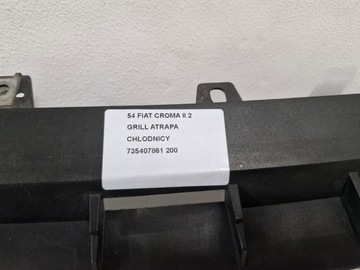 54 FIAT CROMA II 2
GRILL ATRAPA
CHLODNICY
735407861 200